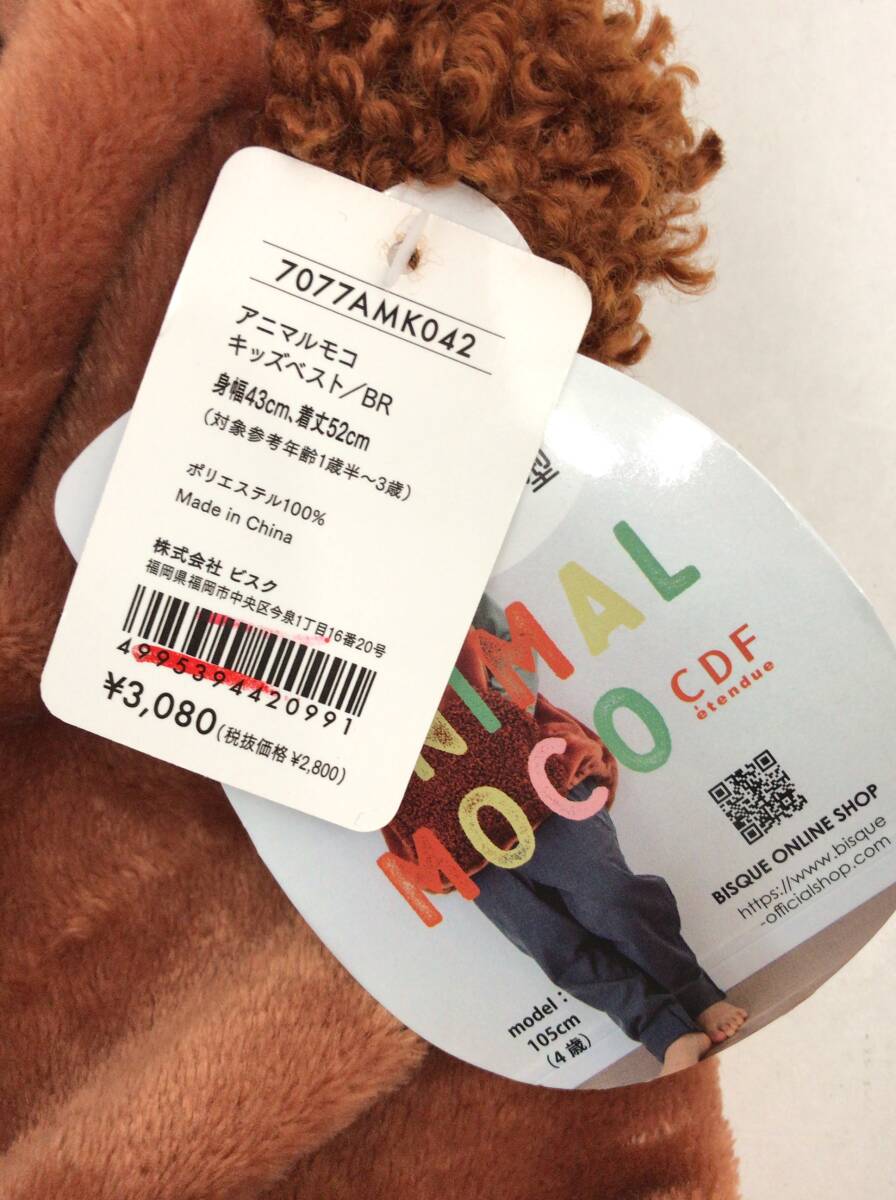 7077AMK042
アニマルモコ
キッズベスト/BR
身幅43cm、着丈52cm
(対象参考年齢1歳半〜3歳)
ポリエステル100%
Made in China
株式会社 ビスク
福岡県福岡市中央区今泉1丁目16番20号
4995394420991
¥3,080(税抜価格 ¥2,800)
NIMAL
MOCO
CDF
étendue
BISQUE ONLINE SHOP
https://www.bisque
-officialshop.com
model:
105cm
(4歳)